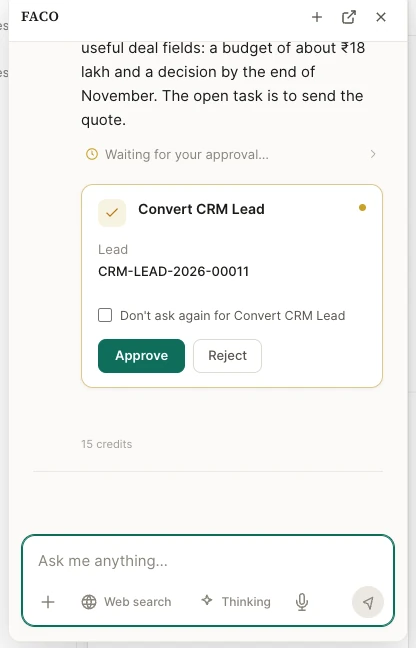 FACO
useful deal fields: a budget of about ₹18
lakh and a decision by the end of
November. The open task is to send the
quote.
Waiting for your approval...
Convert CRM Lead
Lead
CRM-LEAD-2026-00011
Don't ask again for Convert CRM Lead
Approve Reject
15 credits
Ask me anything...
Web search Thinking